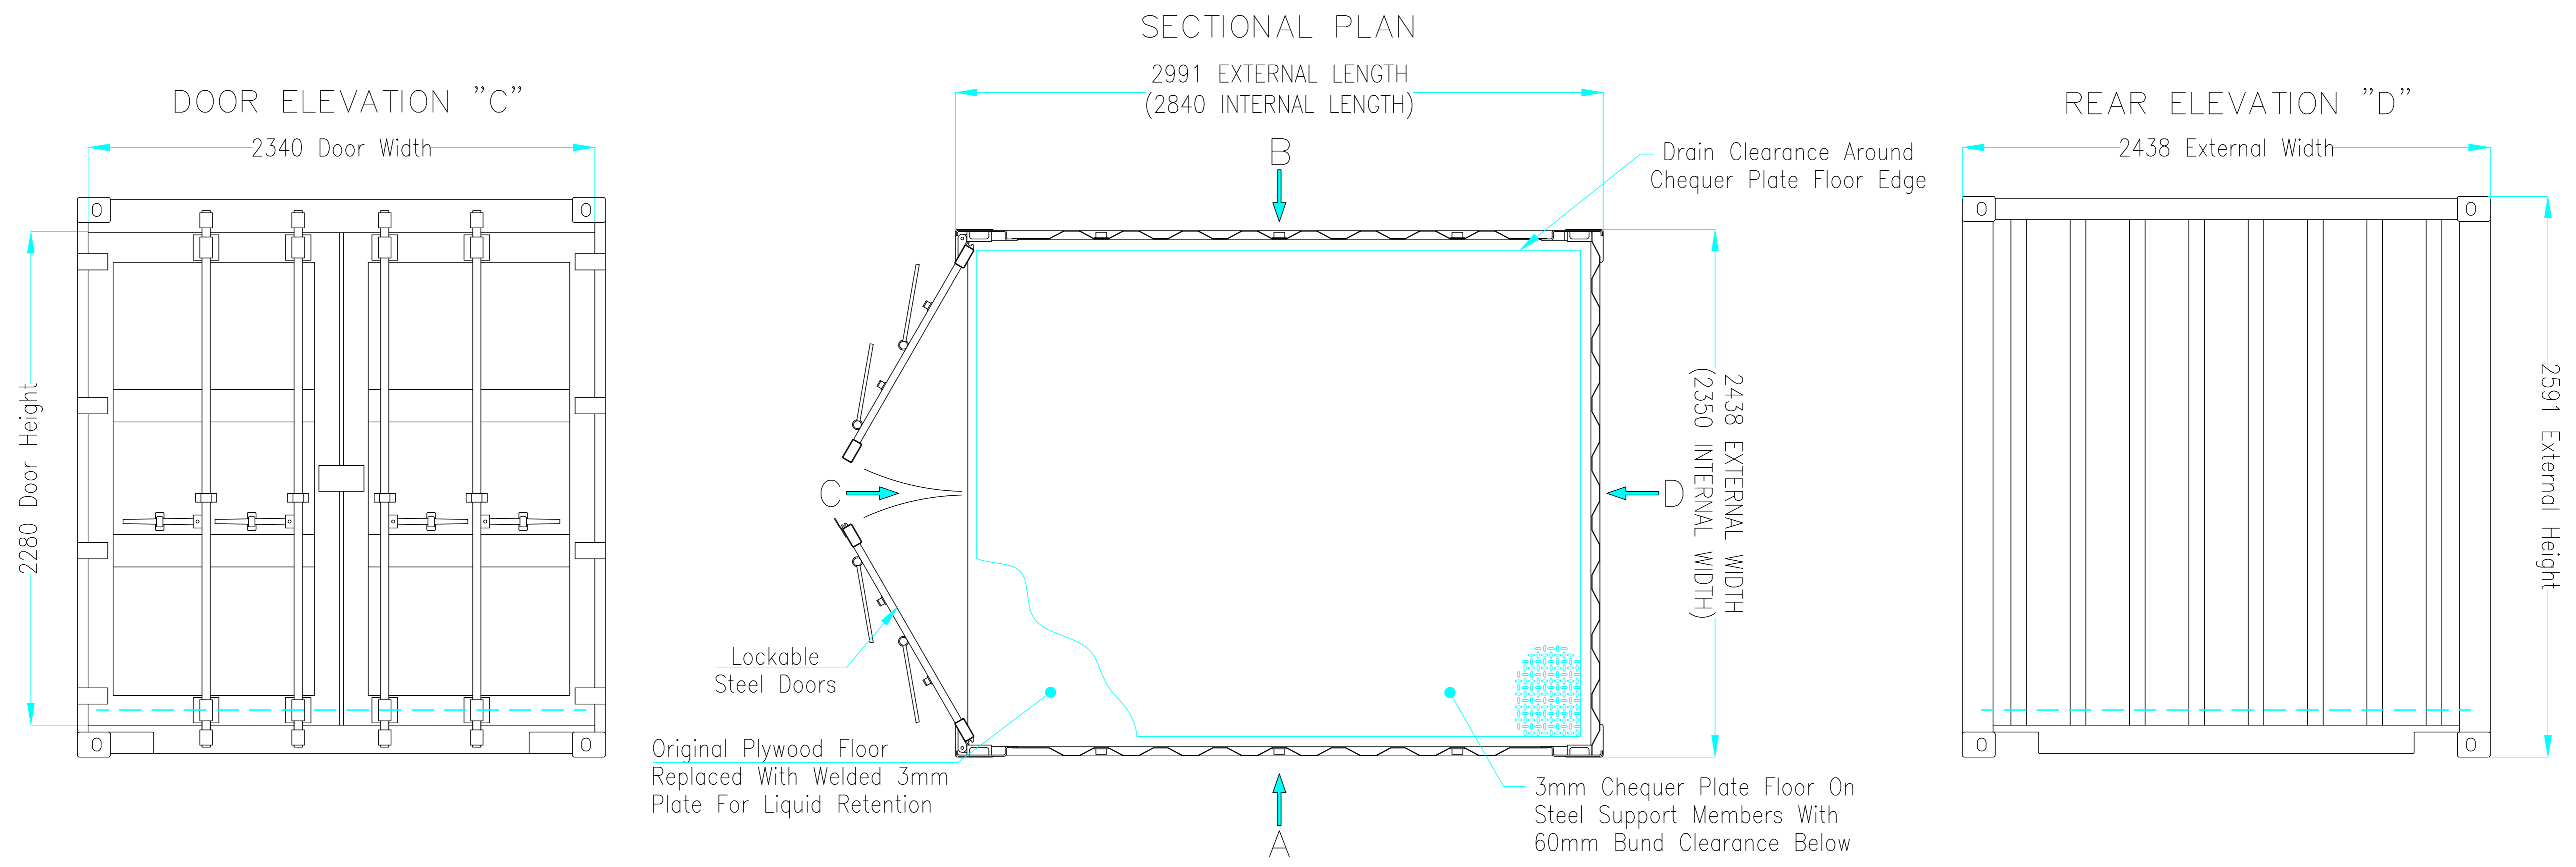 DOOR ELEVATION "C"
2340 Door Width
2280 Door Height
SECTIONAL PLAN
2991 EXTERNAL LENGTH
(2840 INTERNAL LENGTH)
B
Drain Clearance Around
Chequer Plate Floor Edge
C
D
2438 EXTERNAL WIDTH
(2350 INTERNAL WIDTH)
Lockable
Steel Doors
Original Plywood Floor
Replaced With Welded 3mm
Plate For Liquid Retention
3mm Chequer Plate Floor On
Steel Support Members With
60mm Bund Clearance Below
A
REAR ELEVATION "D"
2438 External Width
2591 External Height